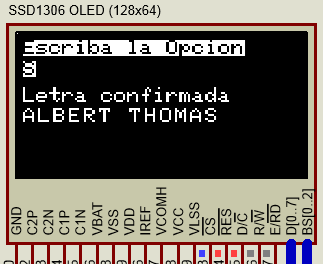 SSD1306 OLED (128x64)
Escriba la Opcion
Letra confirmada
ALBERT THOMAS
GND
C2P
C2N
C1P
C1N
VBAT
VSS
VDD
IREF
VCOMH
VCC
VLSS
CS
RES
D/C
R/W
E/RD
D[0..7]
BS[0..2]